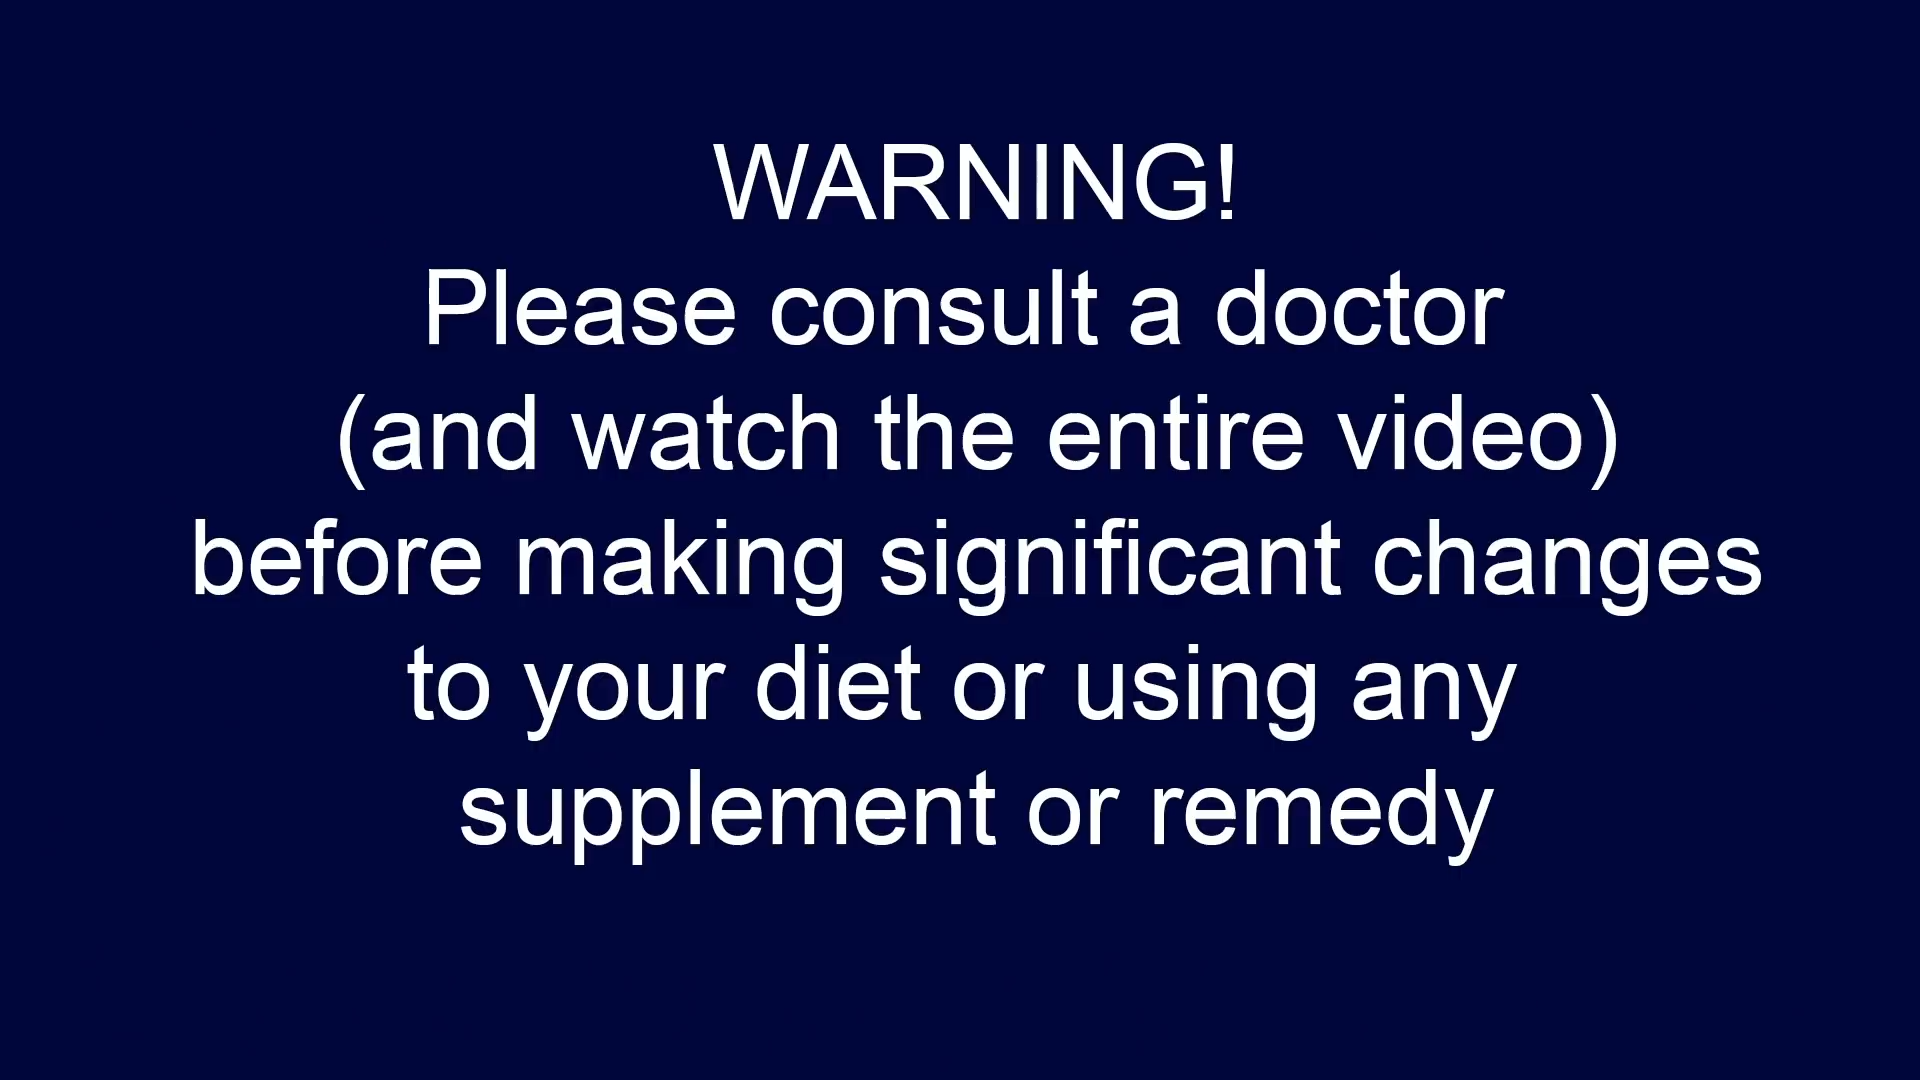 WARNING!
Please consult a doctor
(and watch the entire video)
before making significant changes
to your diet or using any
supplement or remedy